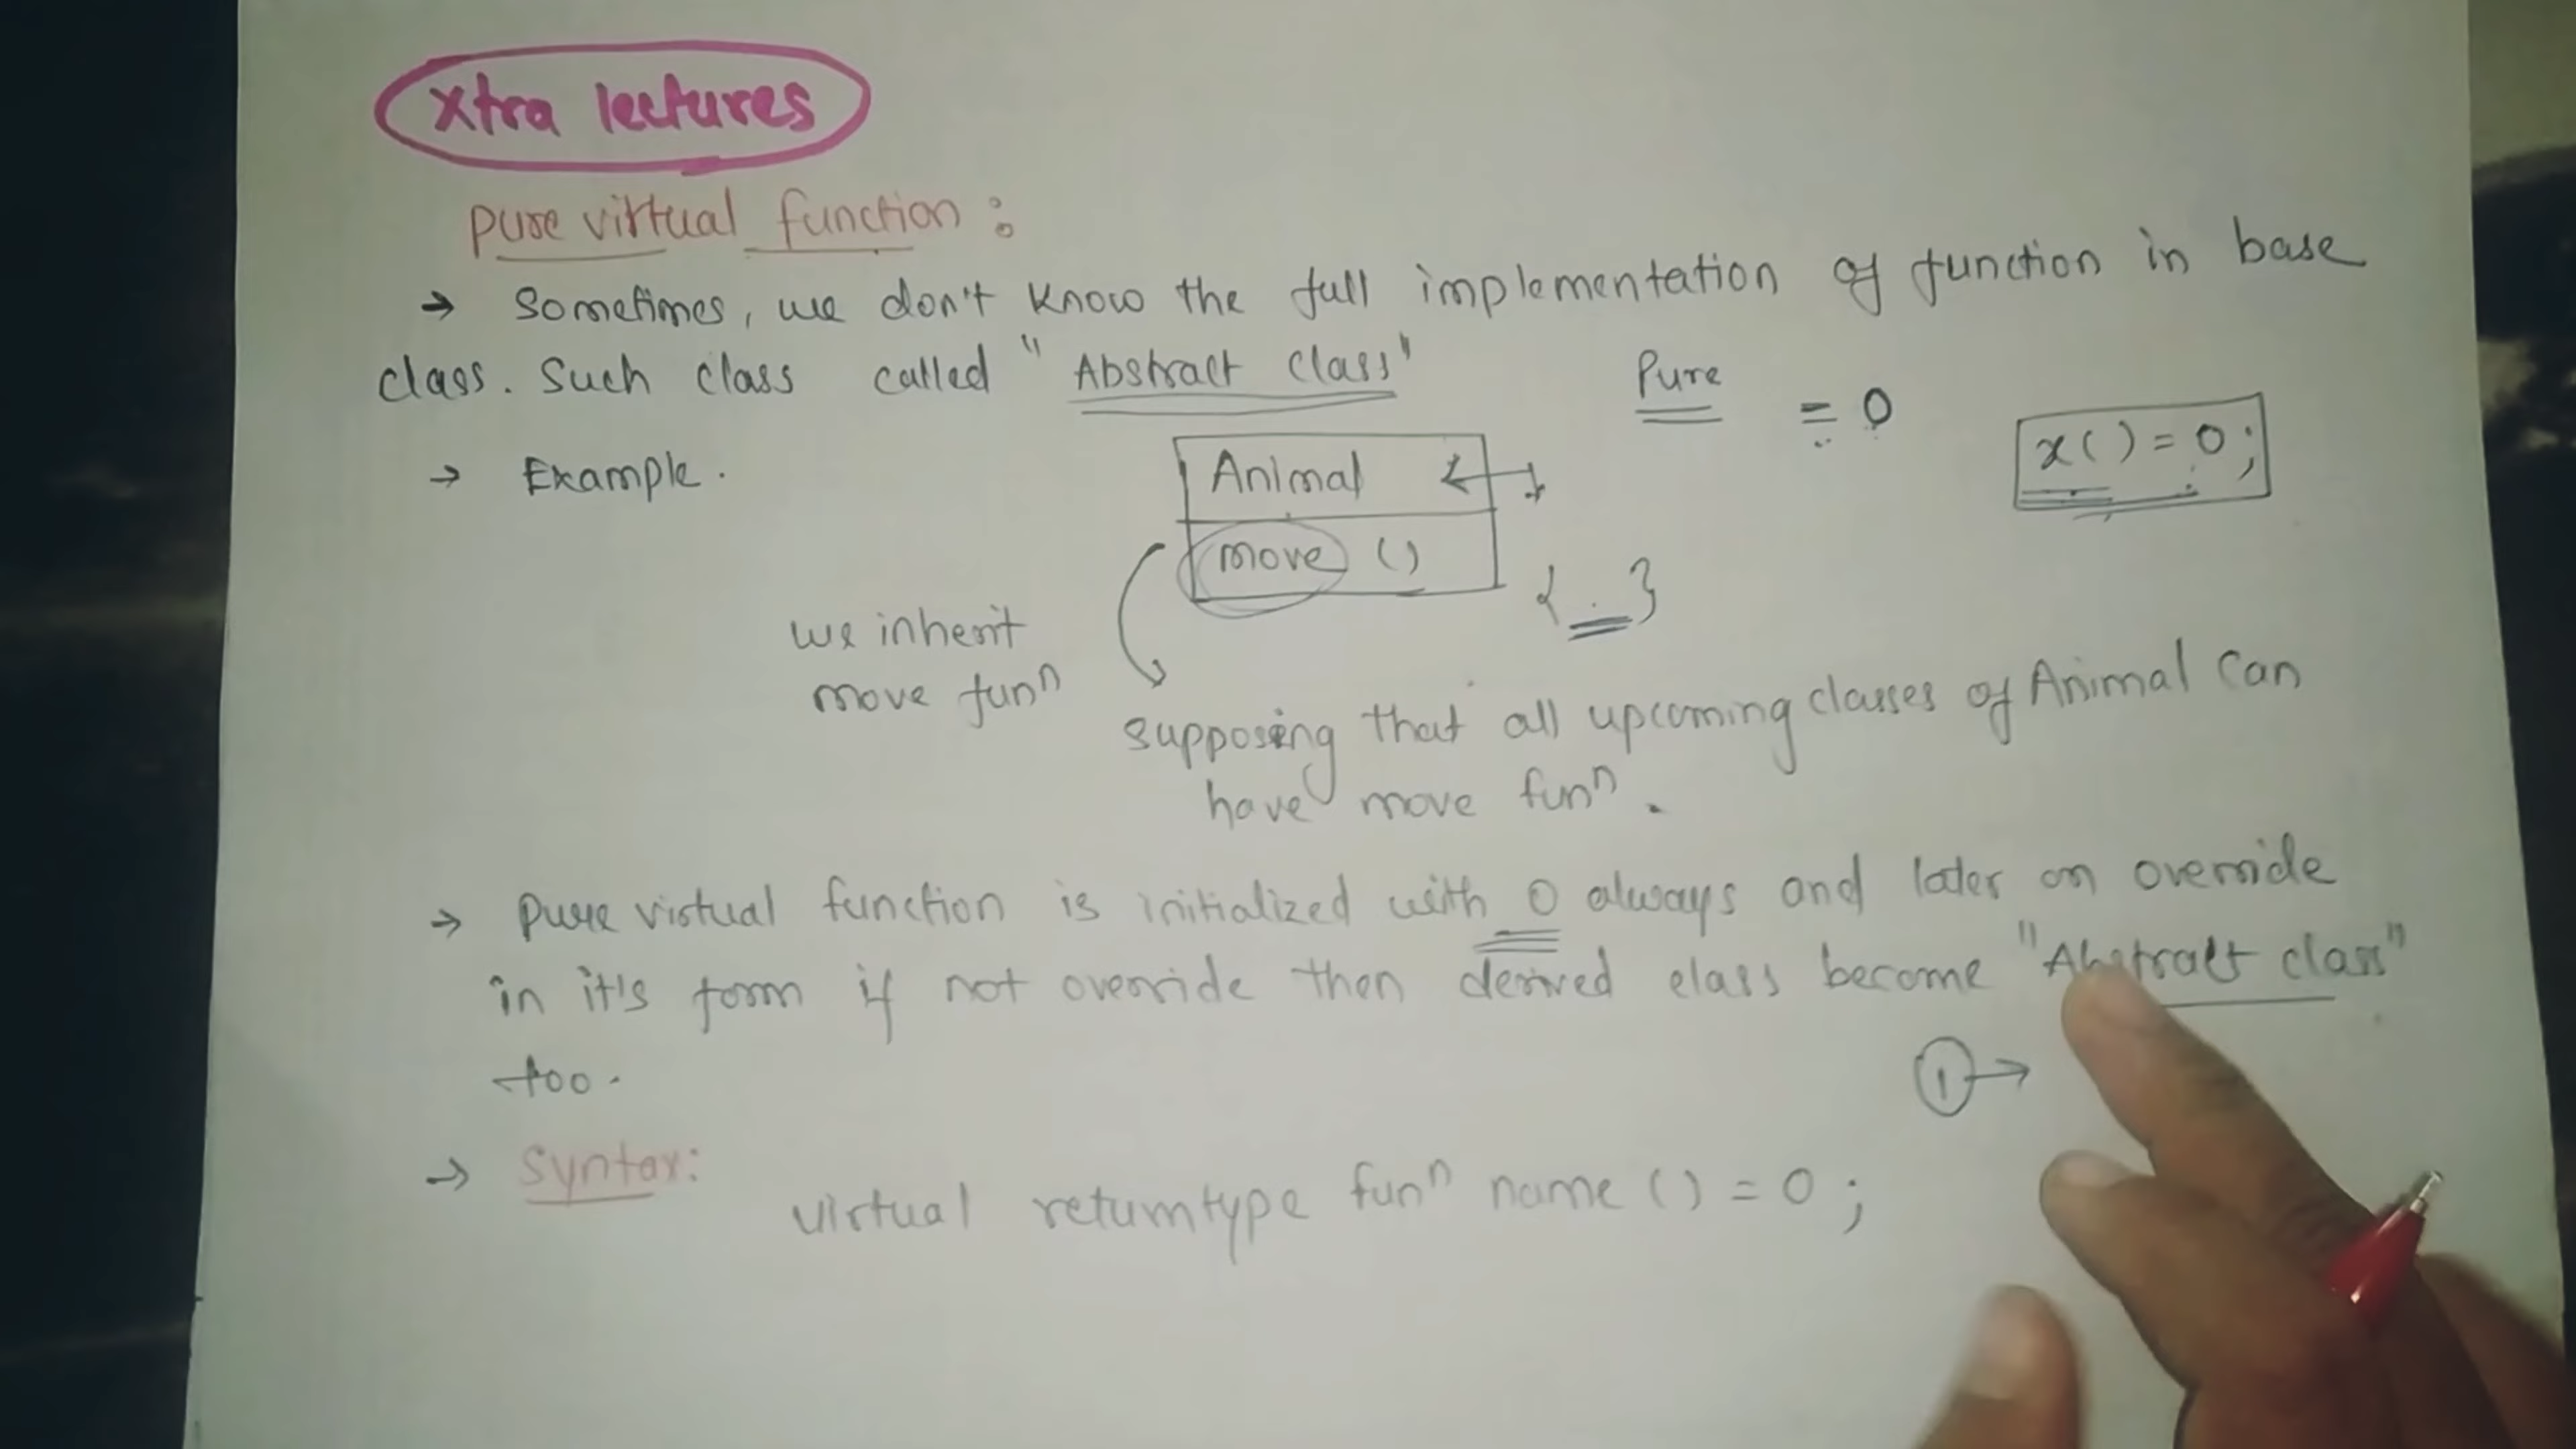 Xtra lectures
pure virtual function :
→ Sometimes, we don't know the full implementation of function in base
class. Such class called "Abstract class"
Pure = 0
x() = 0 ;
→ Example.
Animal
move ()
{ _ }
we inherit
move funⁿ
supposing that all upcoming classes of Animal can
have move funⁿ.
→ pure virtual function is initialized with 0 always and later on override
in it's form if not override then derived class become "Abstract class"
too.
1 →
→ Syntax:
virtual returntype funⁿ name () = 0 ;